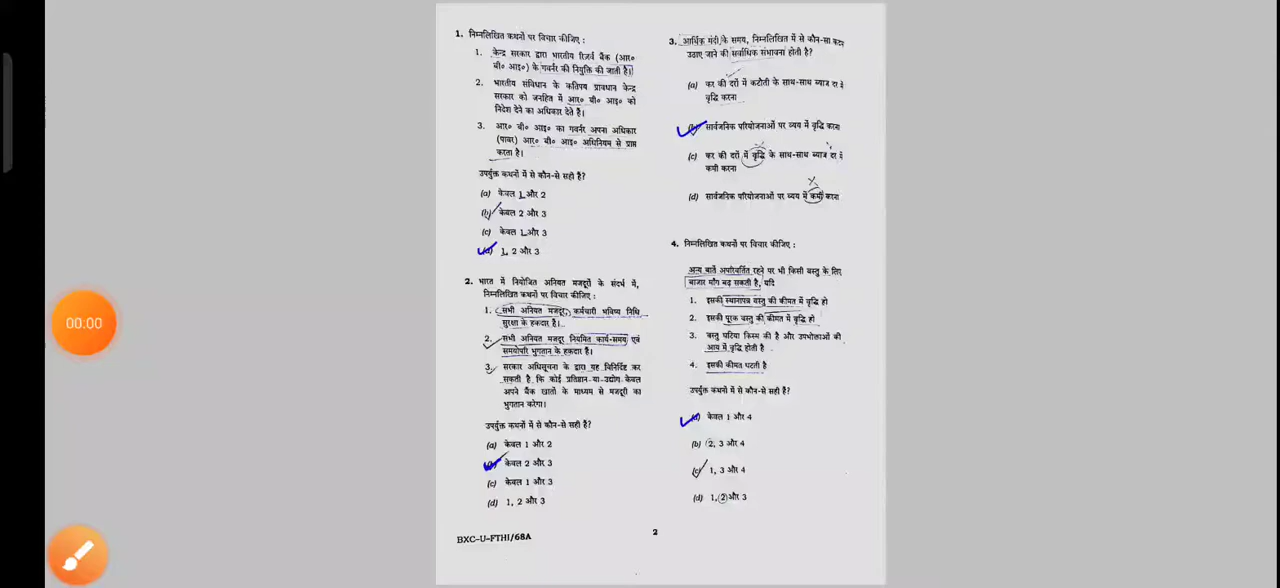 1. निम्नलिखित कथनों पर विचार कीजिए :
1. केन्द्र सरकार द्वारा भारतीय रिजर्व बैंक (आर०
बी० आइ०) के गवर्नर की नियुक्ति की जाती है।
2. भारतीय संविधान के कतिपय प्रावधान केन्द्र
सरकार को जनहित में आर० बी० आइ० को
निदेश देने का अधिकार देते हैं।
3. आर० बी० आइ० का गवर्नर अपना अधिकार
(पावर) आर० बी० आइ० अधिनियम से प्राप्त
करता है।
उपर्युक्त कथनों में से कौन-से सही हैं?
(a) केवल 1 और 2
(b) केवल 2 और 3
(c) केवल 1 और 3
(d) 1, 2 और 3
2. भारत में नियोजित अनियत मजदूरों के संदर्भ में,
निम्नलिखित कथनों पर विचार कीजिए :
1. सभी अनियत मजदूर, कर्मचारी भविष्य निधि
सुरक्षा के हकदार हैं।
2. सभी अनियत मजदूर नियमित कार्य-समय एवं
समयोपरि भुगतान के हकदार हैं।
3. सरकार अधिसूचना के द्वारा यह विनिर्दिष्ट कर
सकती है कि कोई प्रतिष्ठान या उद्योग केवल
अपने बैंक खातों के माध्यम से मजदूरी का
भुगतान करेगा।
उपर्युक्त कथनों में से कौन-से सही हैं?
(a) केवल 1 और 2
केवल 2 और 3
(c) केवल 1 और 3
(d) 1, 2 और 3
BXC-U-FTHI/68A
3. आर्थिक मंदी के समय, निम्नलिखित में से कौन-सा कदम
उठाए जाने की सर्वाधिक संभावना होती है?
(a) कर की दरों में कटौती के साथ-साथ ब्याज दर में
वृद्धि करना
(b) सार्वजनिक परियोजनाओं पर व्यय में वृद्धि करना
(c) कर की दरों में वृद्धि के साथ-साथ ब्याज दर में
कमी करना
(d) सार्वजनिक परियोजनाओं पर व्यय में कमी करना
4. निम्नलिखित कथनों पर विचार कीजिए :
अन्य बातें अपरिवर्तित रहने पर भी किसी वस्तु के लिए
बाजार माँग बढ़ सकती है, यदि
1. इसकी स्थानापन्न वस्तु की कीमत में वृद्धि हो
2. इसकी पूरक वस्तु की कीमत में वृद्धि हो
3. वस्तु घटिया किस्म की है और उपभोक्ताओं की
आय में वृद्धि होती है
4. इसकी कीमत घटती है
उपर्युक्त कथनों में से कौन-से सही हैं?
(a) केवल 1 और 4
(b) 2, 3 और 4
(c) 1, 3 और 4
(d) 1, 2 और 3
2
00:00